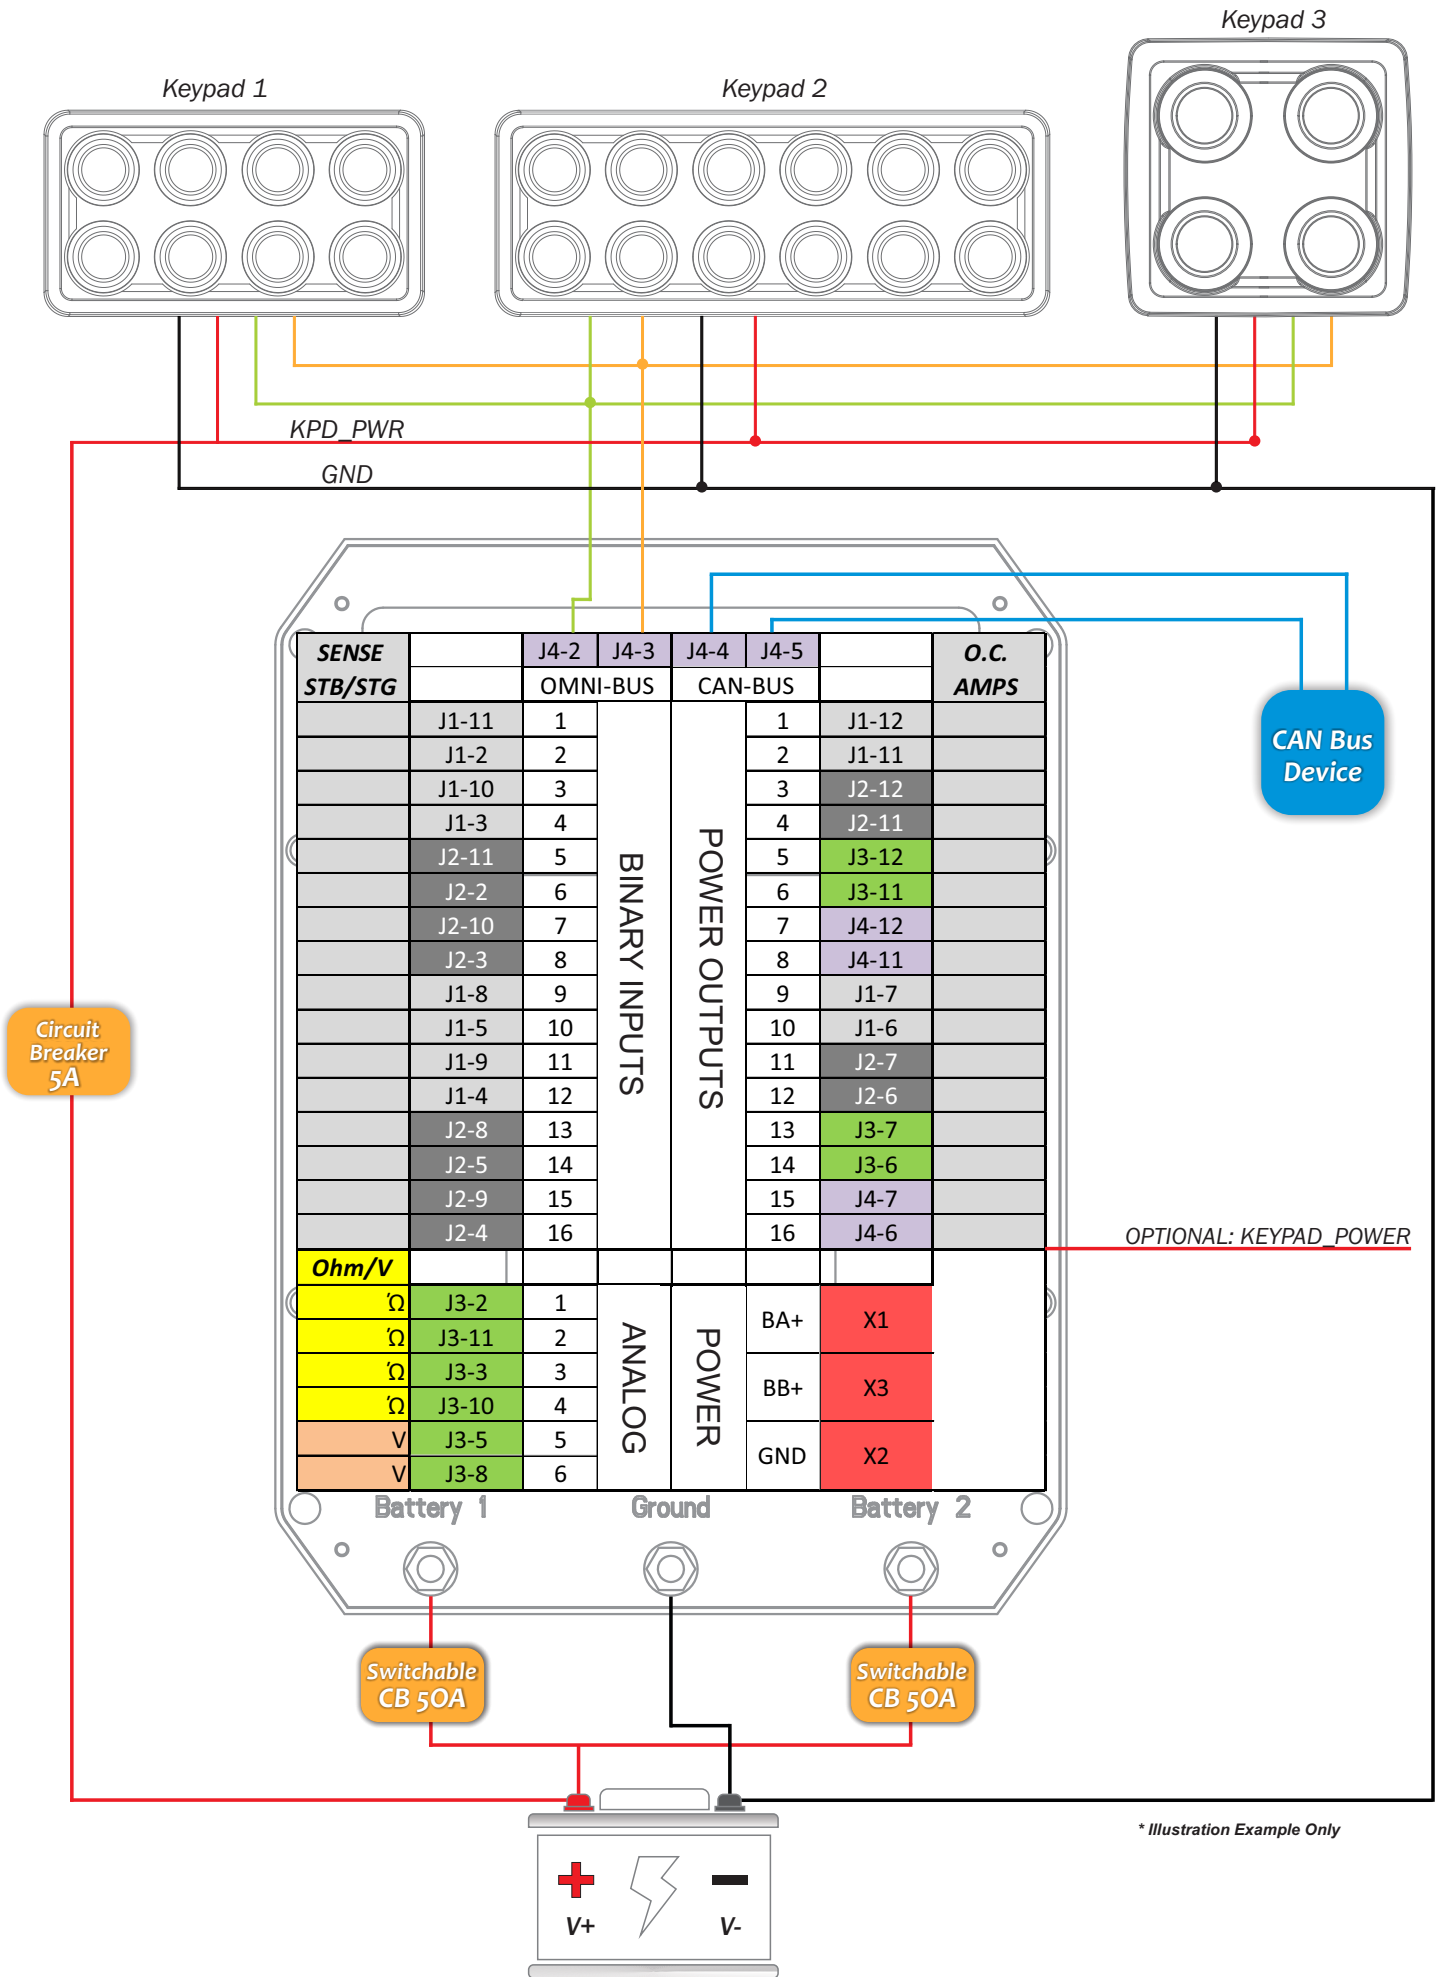 Keypad 3
Keypad 1
Keypad 2
KPD_PWR
GND
SENSE J4-2 J4-3 J4-4 J4-5 O.C.
STB/STG OMNI-BUS CAN-BUS AMPS
J1-11 1 1 J1-12
J1-2 2 2 J1-11
J1-10 3 3 J2-12
J1-3 4 4 J2-11
J2-11 5 5 J3-12
J2-2 6 6 J3-11
J2-10 7 7 J4-12
J2-3 8 8 J4-11
J1-8 9 9 J1-7
J1-5 10 10 J1-6
J1-9 11 11 J2-7
J1-4 12 12 J2-6
J2-8 13 13 J3-7
J2-5 14 14 J3-6
J2-9 15 15 J4-7
J2-4 16 16 J4-6
BINARY INPUTS
POWER OUTPUTS
CAN Bus
Device
Circuit
Breaker
5A
OPTIONAL: KEYPAD_POWER
Ohm/V
Ω J3-2 1
Ω J3-11 2
Ω J3-3 3
Ω J3-10 4
V J3-5 5
V J3-8 6
ANALOG
POWER
BA+ X1
BB+ X3
GND X2
Battery 1 Ground Battery 2
Switchable
CB 50A
Switchable
CB 50A
* Illustration Example Only
V+ V-